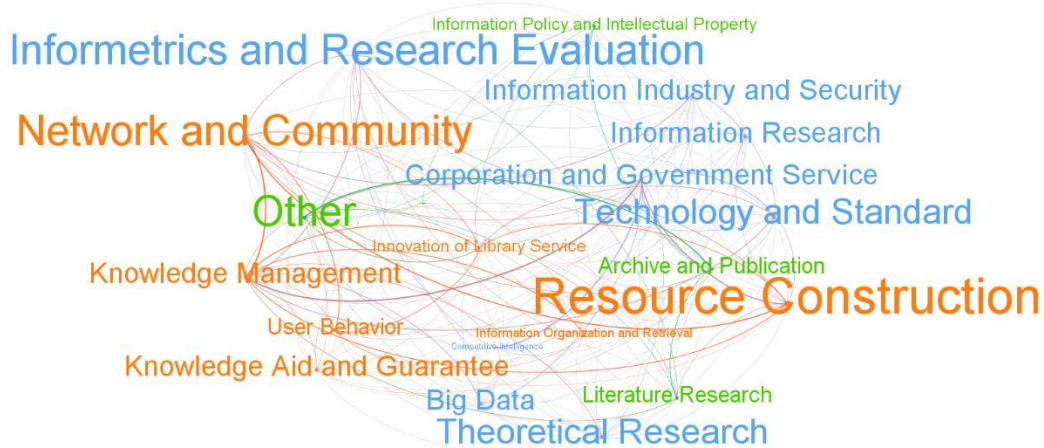 Information Policy and Intellectual Property
Informetrics and Research Evaluation
Information Industry and Security
Network and Community
Information Research
Corporation and Government Service
Other
Technology and Standard
Innovation of Library Service
Knowledge Management
Archive and Publication
Resource Construction
User Behavior
Information Organization and Retrieval
Competitive Intelligence
Knowledge Aid and Guarantee
Big Data
Literature Research
Theoretical Research